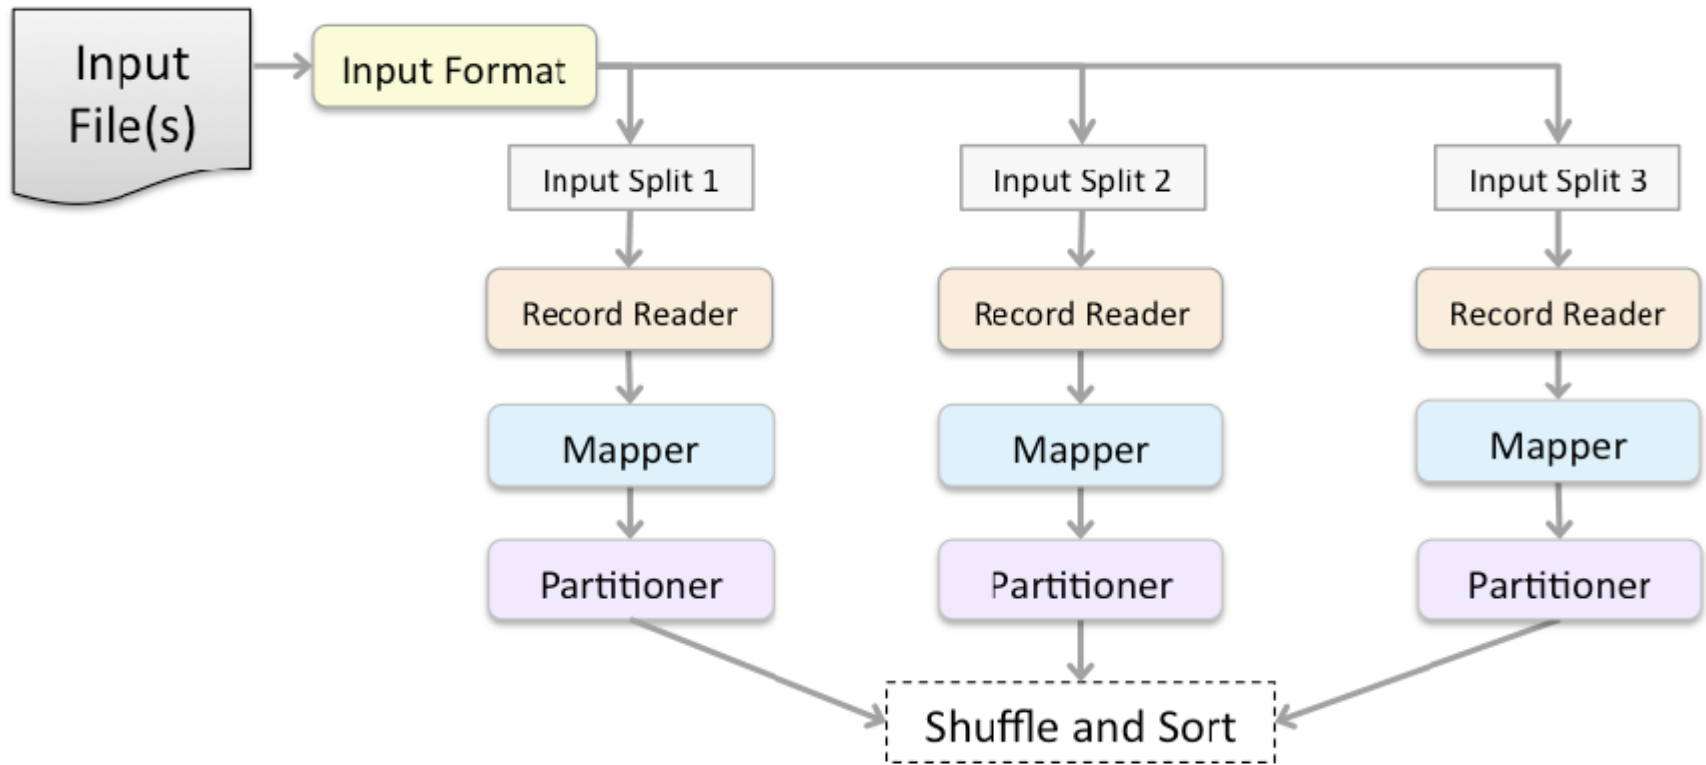 Input
File(s)
Input Format
Input Split 1
Input Split 2
Input Split 3
Record Reader
Record Reader
Record Reader
Mapper
Mapper
Mapper
Partitioner
Partitioner
Partitioner
Shuffle and Sort